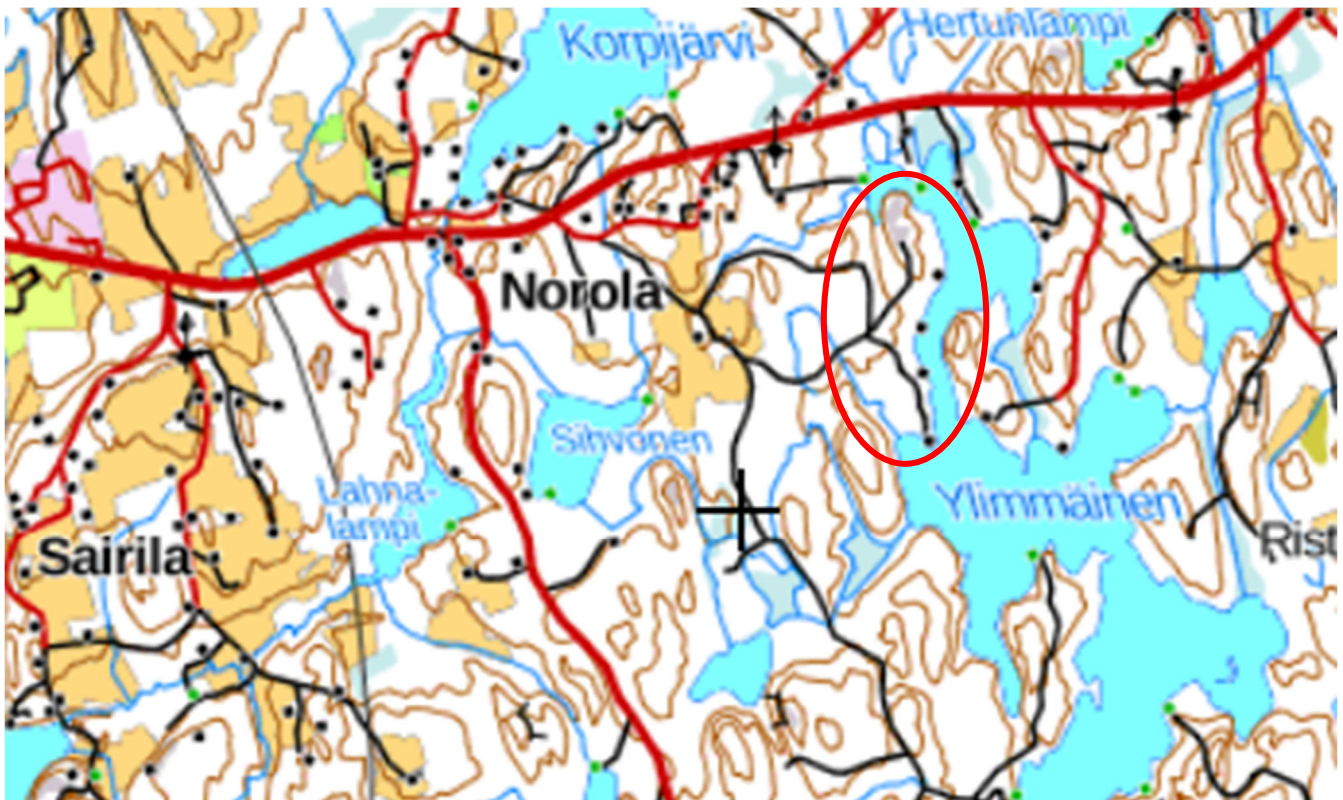 Korpijärvi
Hertunlampi
Norola
Sihvonen
Lahna-
lampi
Ylimmäinen
Rist
Sairila